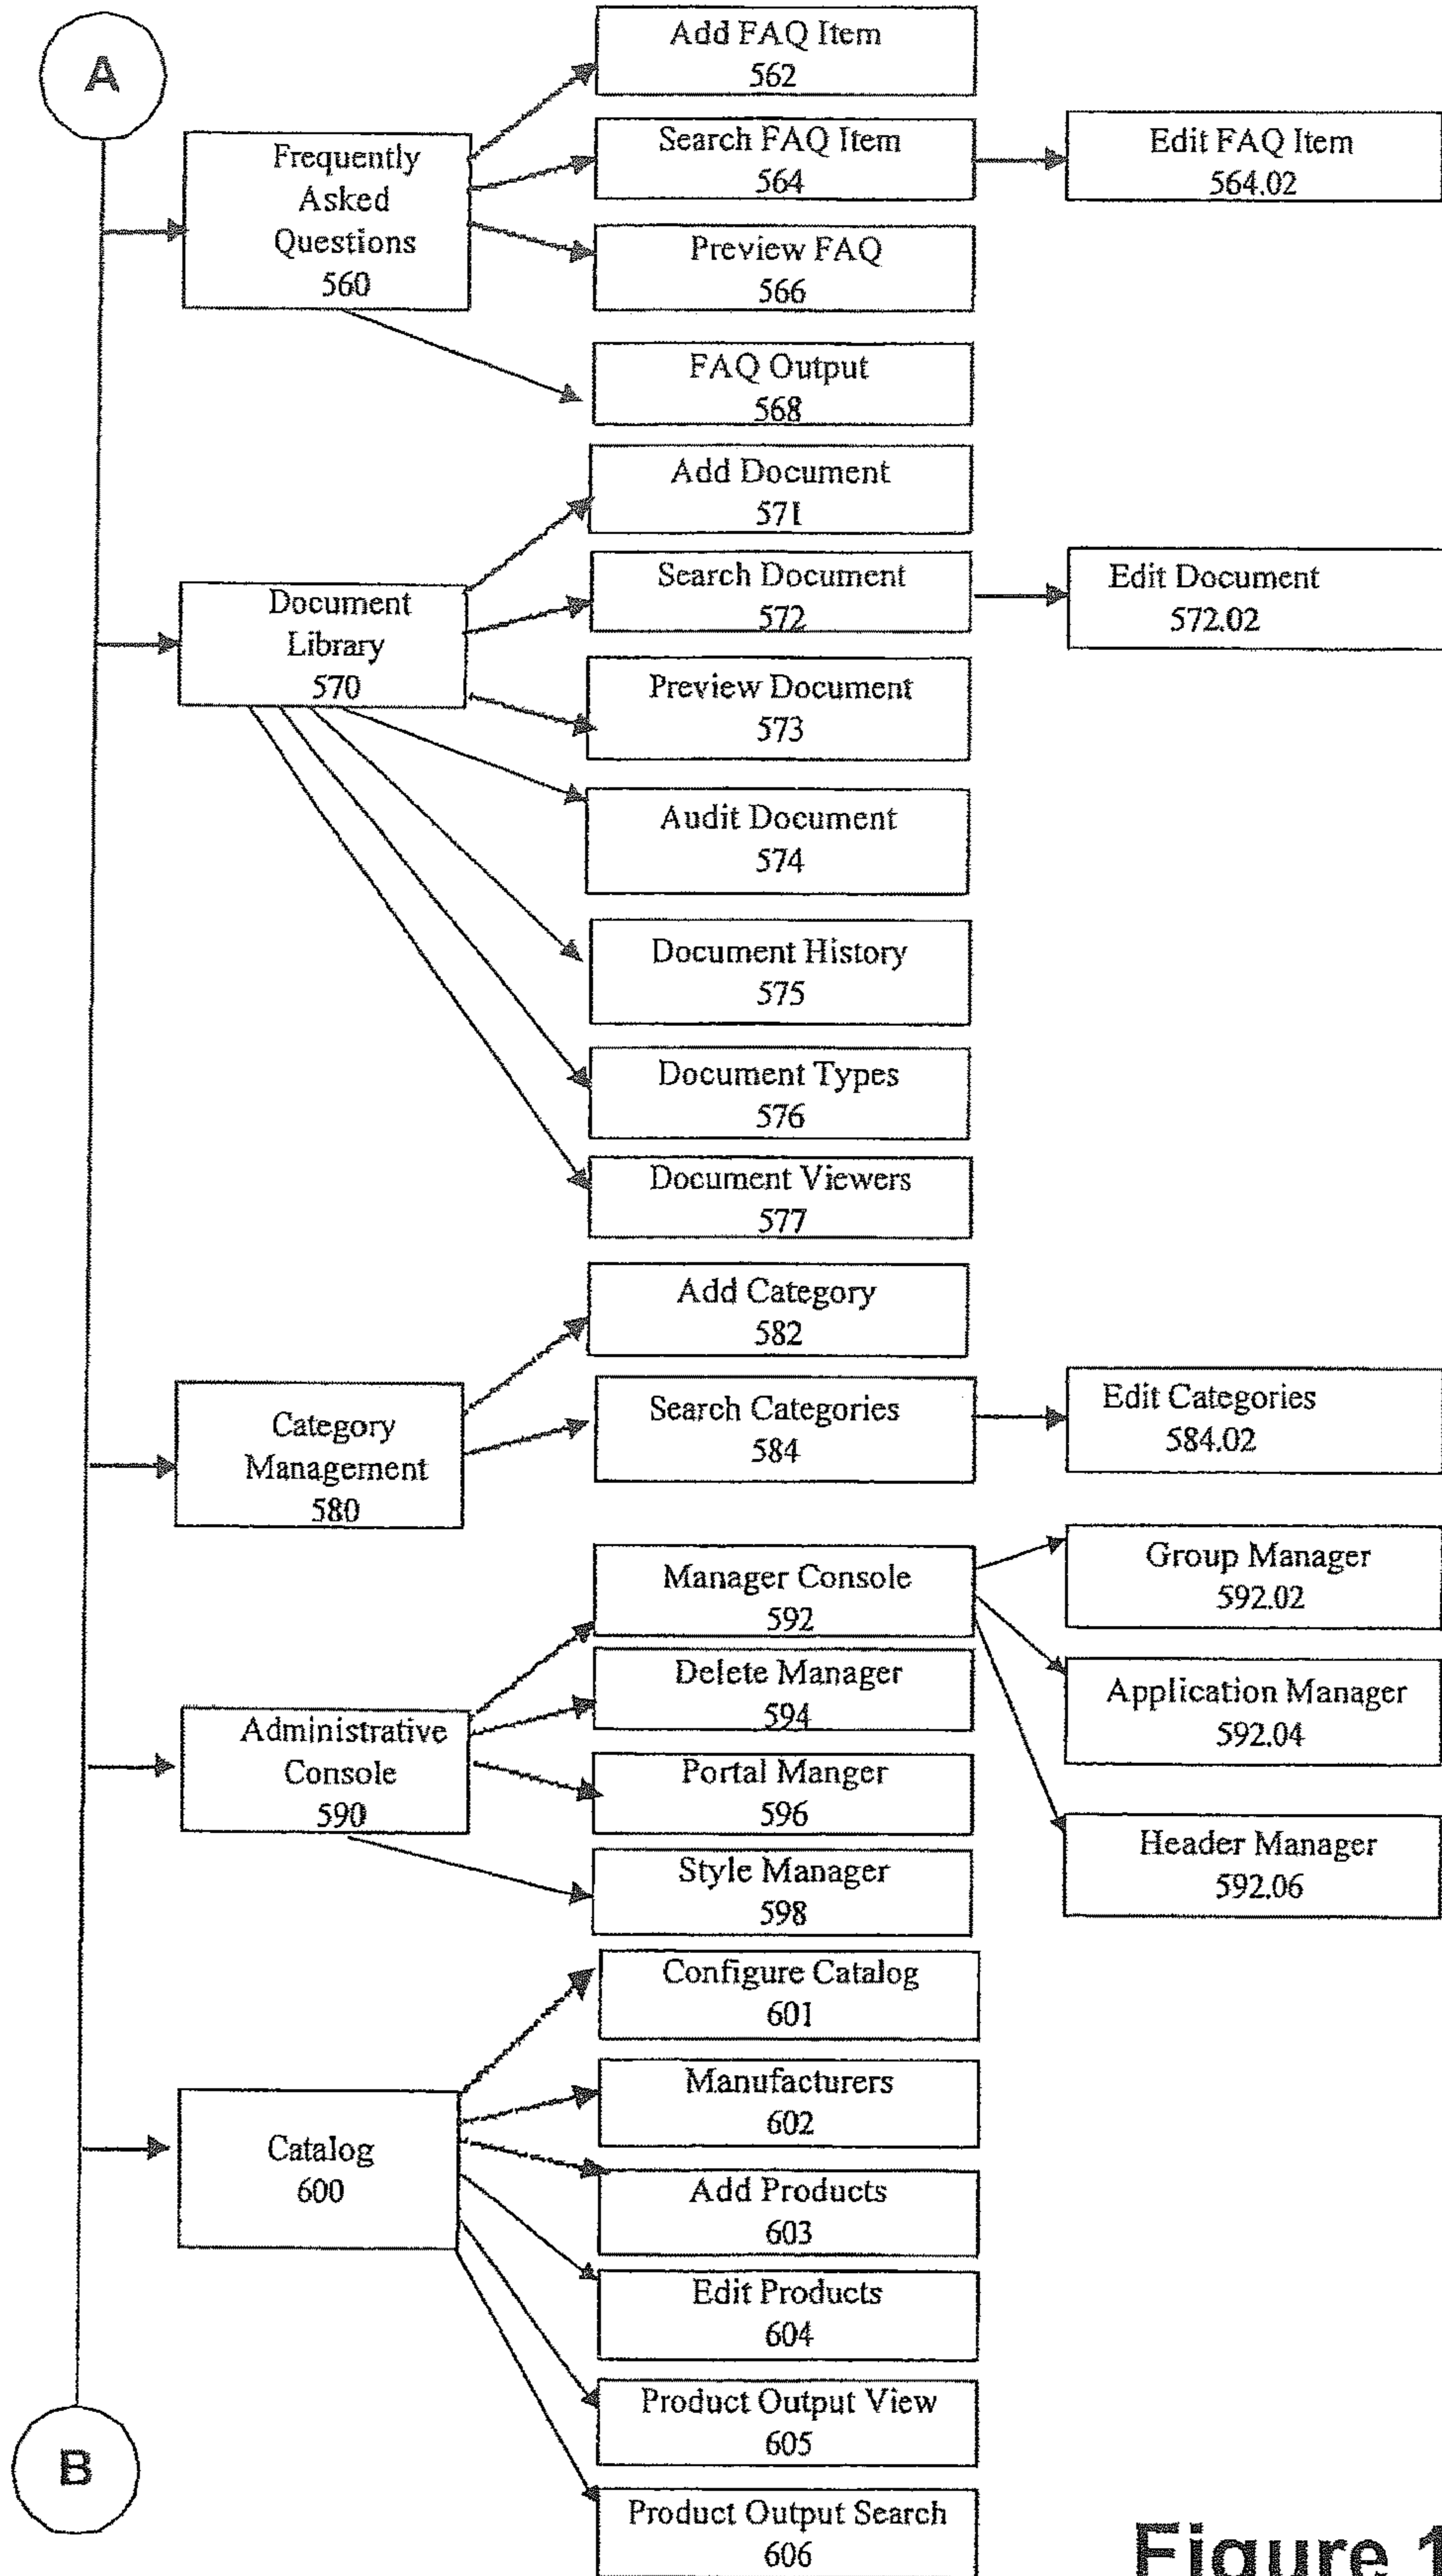 A
Frequently
Asked
Questions
560
Add FAQ Item
562
Search FAQ Item
564
Edit FAQ Item
564.02
Preview FAQ
566
FAQ Output
568
Document
Library
570
Add Document
571
Search Document
572
Edit Document
572.02
Preview Document
573
Audit Document
574
Document History
575
Document Types
576
Document Viewers
577
Category
Management
580
Add Category
582
Search Categories
584
Edit Categories
584.02
Administrative
Console
590
Manager Console
592
Group Manager
592.02
Application Manager
592.04
Header Manager
592.06
Delete Manager
594
Portal Manger
596
Style Manager
598
Catalog
600
Configure Catalog
601
Manufacturers
602
Add Products
603
Edit Products
604
Product Output View
605
Product Output Search
606
B
Figure 1